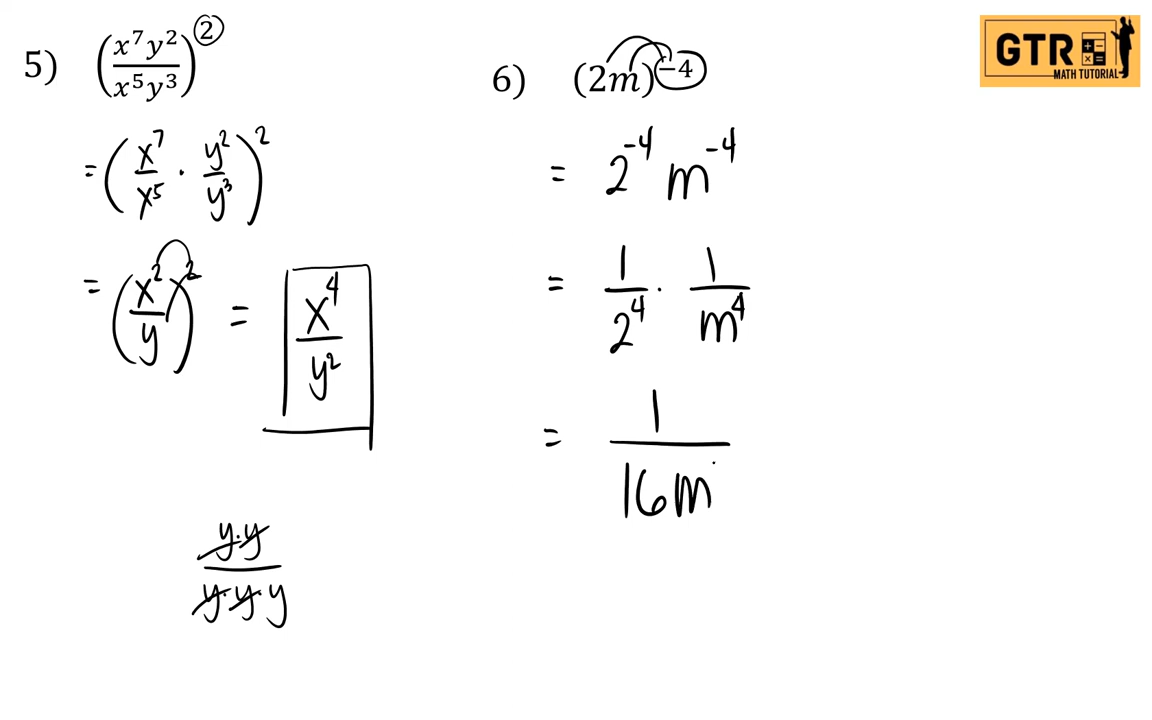 5) (x⁷y²/x⁵y³)²
= (x⁷/x⁵ · y²/y³)²
= (x²/y)² = x⁴/y²
y·y/y·y·y
6) (2m)⁻⁴
= 2⁻⁴ m⁻⁴
= 1/2⁴ · 1/m⁴
= 1/16m
GTR
MATH TUTORIAL